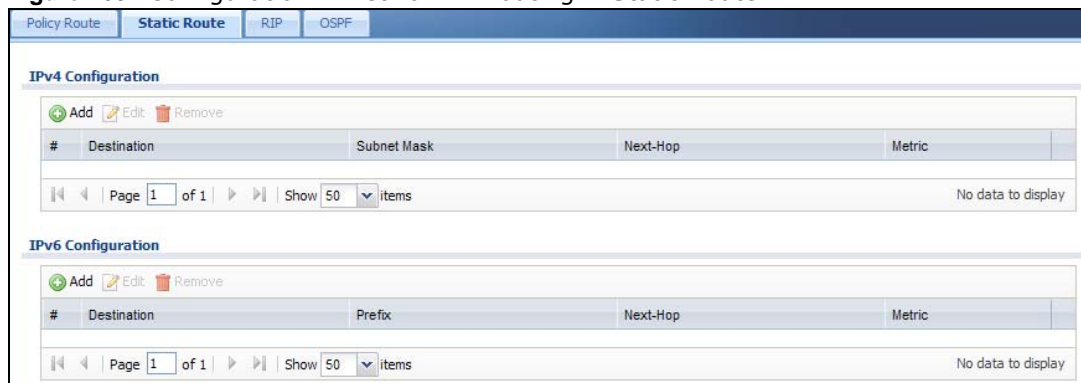 Policy Route Static Route RIP OSPF
IPv4 Configuration
Add Edit Remove
# Destination Subnet Mask Next-Hop Metric
Page 1 of 1 Show 50 items No data to display
IPv6 Configuration
Add Edit Remove
# Destination Prefix Next-Hop Metric
Page 1 of 1 Show 50 items No data to display